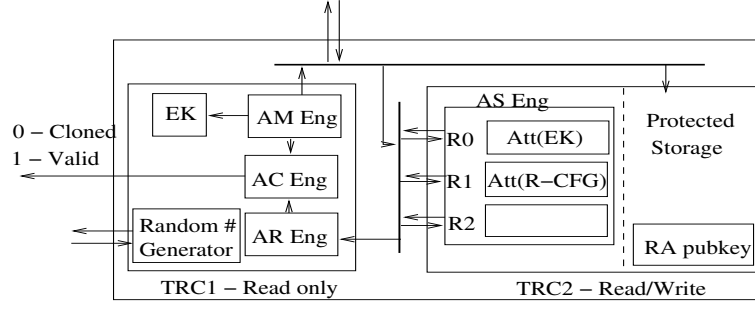 0 − Cloned
1 − Valid
EK
AM Eng
AC Eng
AR Eng
Random #
Generator
TRC1 − Read only
AS Eng
R0
Att(EK)
R1
Att(R−CFG)
R2
Protected
Storage
RA pubkey
TRC2 − Read/Write